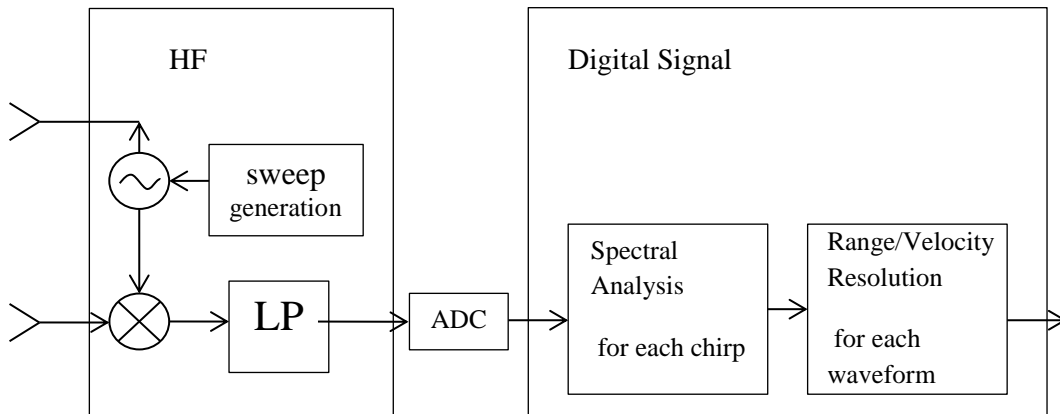 HF
sweep
generation
LP
ADC
Digital Signal
Spectral
Analysis
for each chirp
Range/Velocity
Resolution
for each
waveform